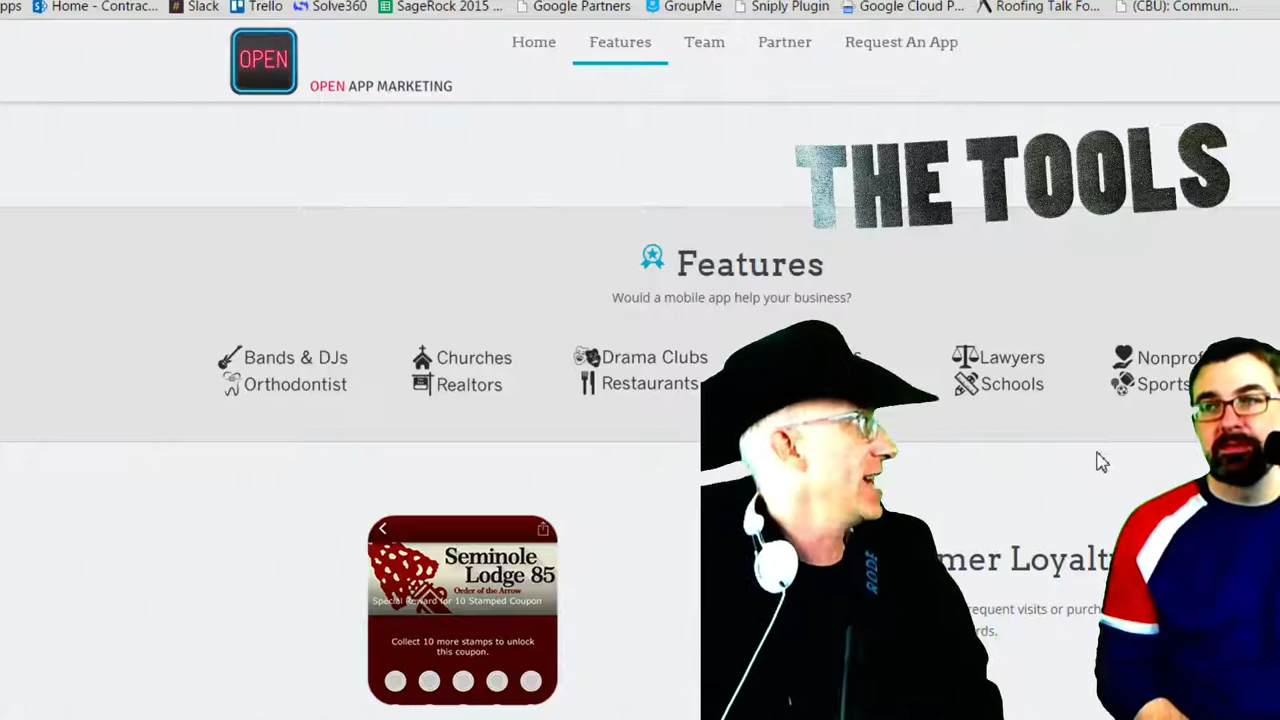 pps Home - Contrac... Slack Trello Solve360 SageRock 2015 ... Google Partners GroupMe Sniply Plugin Google Cloud P... Roofing Talk Fo... (CBU): Commun...
Home Features Team Partner Request An App
OPEN
OPEN APP MARKETING
THE TOOLS
Features
Would a mobile app help your business?
Bands & DJs Churches Drama Clubs s Lawyers Nonprof
Orthodontist Realtors Restaurants Schools Sports
Seminole
Lodge 85
Order of the Arrow
Special Reward for 10 Stamped Coupon
Collect 10 more stamps to unlock
this coupon.
mer Loyalt
requent visits or purch
rds.
RODE